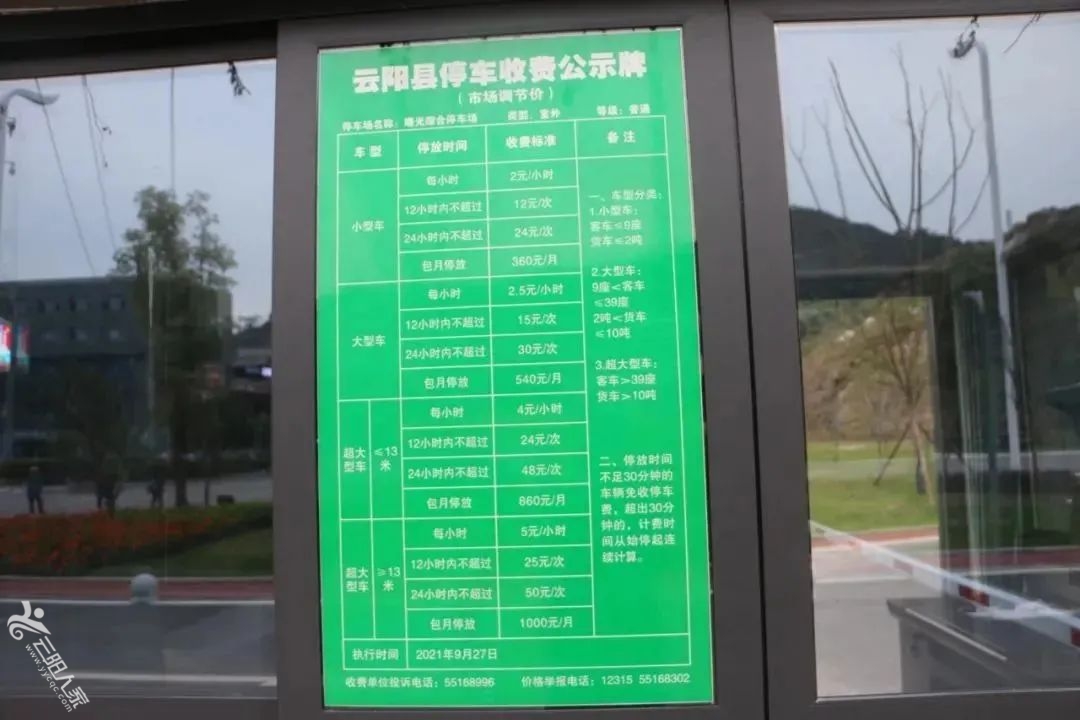 云阳县停车收费公示牌
（市场调节价）
停车场名称：曙光综合停车场 类型：室外 等级：普通
车型 停放时间 收费标准 备注
小型车
每小时 2元/小时
12小时内不超过 12元/次
24小时内不超过 24元/次
包月停放 360元/月
大型车
每小时 2.5元/小时
12小时内不超过 15元/次
24小时内不超过 30元/次
包月停放 540元/月
超大型车 ≤13米
每小时 4元/小时
12小时内不超过 24元/次
24小时内不超过 48元/次
包月停放 860元/月
超大型车 ≥13米
每小时 5元/小时
12小时内不超过 25元/次
24小时内不超过 50元/次
包月停放 1000元/月
一、车型分类：
1.小型车：
客车≤9座
货车≤2吨
2.大型车：
9座<客车
≤39座
2吨<货车
≤10吨
3.超大型车：
客车>39座
货车>10吨
二、停放时间
不足30分钟的
车辆免收停车
费，超出30分
钟的，计费时
间从始停起连
续计算。
执行时间 2021年9月27日
收费单位投诉电话：55168996 价格举报电话：12315 55168302
云阳人家
www.yycqc.com